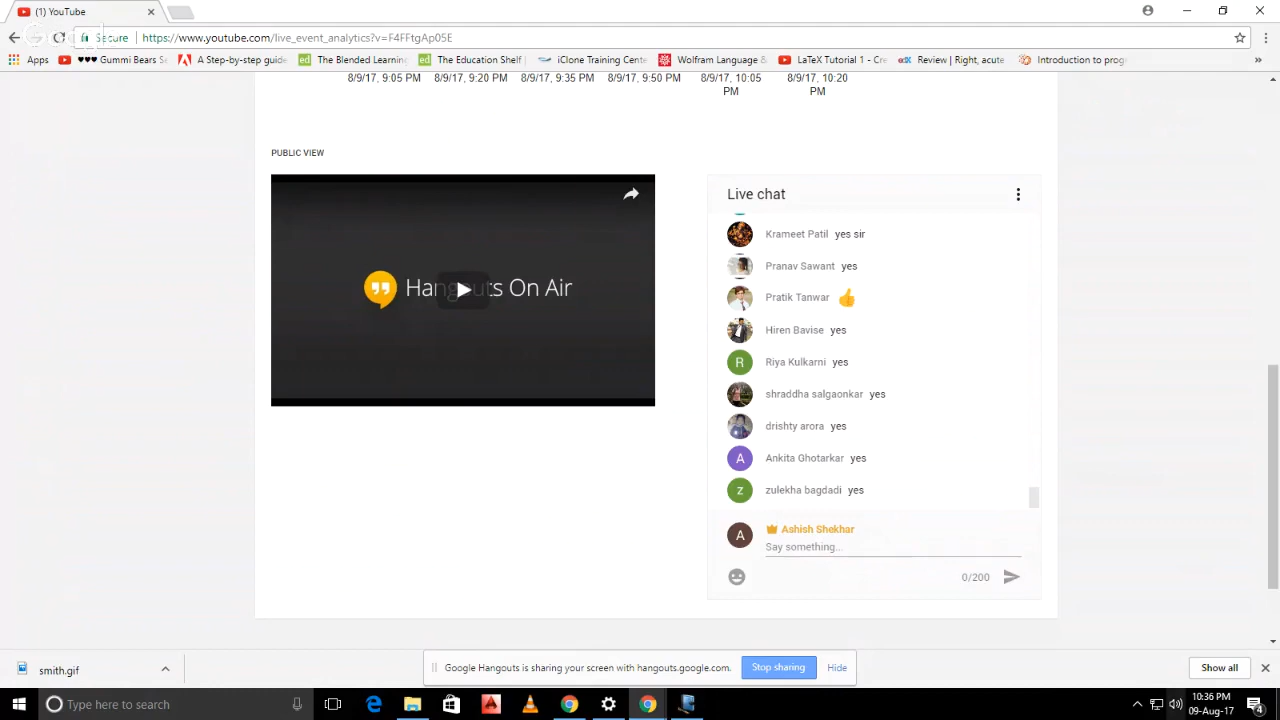 (1) YouTube
Secure https://www.youtube.com/live_event_analytics?v=F4FFtgAp05E
Apps ♥♥♥ Gummi Bears S A Step-by-step guide The Blended Learning The Education Shelf iClone Training Cente Wolfram Language & LaTeX Tutorial 1 - Cre Review | Right, acute Introduction to prog
8/9/17, 9:05 PM 8/9/17, 9:20 PM 8/9/17, 9:35 PM 8/9/17, 9:50 PM 8/9/17, 10:05 PM 8/9/17, 10:20 PM
PUBLIC VIEW
Hangouts On Air
Live chat
Krameet Patil yes sir
Pranav Sawant yes
Pratik Tanwar 👍
Hiren Bavise yes
R Riya Kulkarni yes
shraddha salgaonkar yes
drishty arora yes
A Ankita Ghotarkar yes
z zulekha bagdadi yes
A Ashish Shekhar
Say something...
0/200
smith.gif
Google Hangouts is sharing your screen with hangouts.google.com. Stop sharing Hide
Show all
Type here to search
10:36 PM
09-Aug-17
4